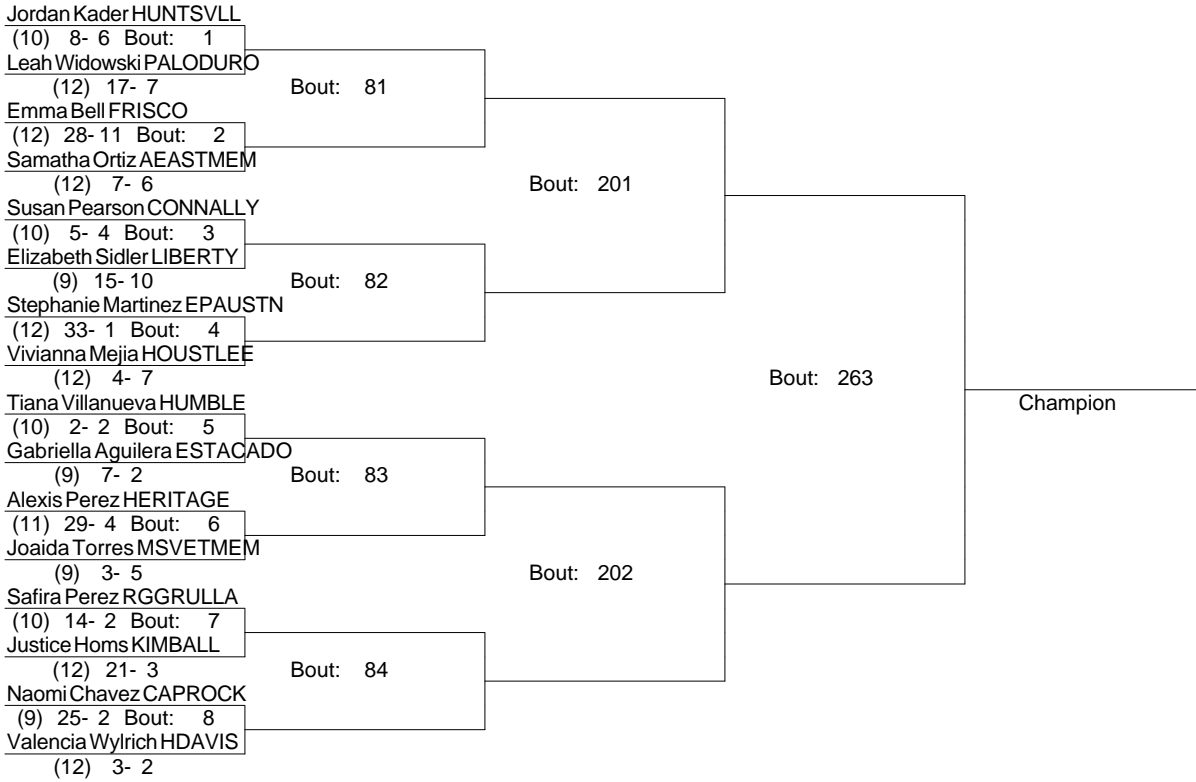 Jordan Kader HUNTSVLL
(10) 8- 6 Bout: 1
Leah Widowski PALODURO
(12) 17- 7
Bout: 81
Emma Bell FRISCO
(12) 28- 11 Bout: 2
Samatha Ortiz AEASTMEM
(12) 7- 6
Bout: 201
Susan Pearson CONNALLY
(10) 5- 4 Bout: 3
Elizabeth Sidler LIBERTY
(9) 15- 10
Bout: 82
Stephanie Martinez EPAUSTN
(12) 33- 1 Bout: 4
Vivianna Mejia HOUSTLEE
(12) 4- 7
Bout: 263
Tiana Villanueva HUMBLE
Champion
(10) 2- 2 Bout: 5
Gabriella Aguilera ESTACADO
(9) 7- 2
Bout: 83
Alexis Perez HERITAGE
(11) 29- 4 Bout: 6
Joaida Torres MSVETMEM
(9) 3- 5
Bout: 202
Safira Perez RGGRULLA
(10) 14- 2 Bout: 7
Justice Homs KIMBALL
(12) 21- 3
Bout: 84
Naomi Chavez CAPROCK
(9) 25- 2 Bout: 8
Valencia Wylrich HDAVIS
(12) 3- 2